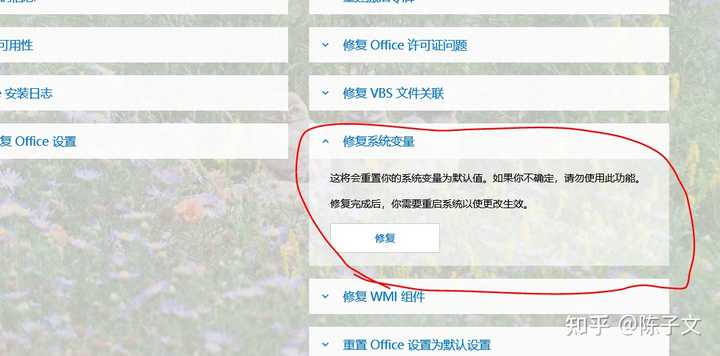 可用性
修复 Office 许可证问题
安装日志
修复 VBS 文件关联
复 Office 设置
修复系统变量
这将会重置你的系统变量为默认值。如果你不确定，请勿使用此功能。
修复完成后，你需要重启系统以使更改生效。
修复
修复 WMI 组件
重置 Office 设置为默认设置
知乎 @陈子文